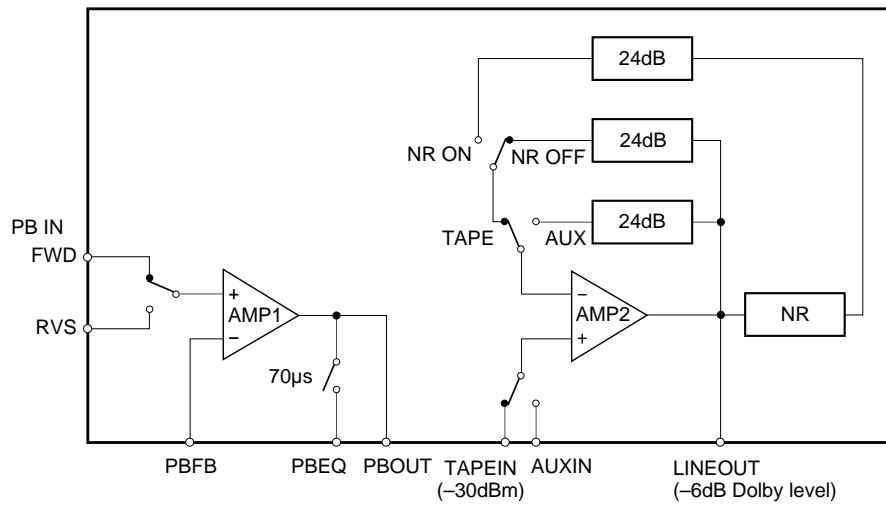 24dB
NR ON
NR OFF
24dB
TAPE
AUX
24dB
PB IN
FWD
RVS
+
AMP1
–
–
AMP2
+
NR
70µs
PBFB
PBEQ
PBOUT
TAPEIN
(–30dBm)
AUXIN
LINEOUT
(–6dB Dolby level)